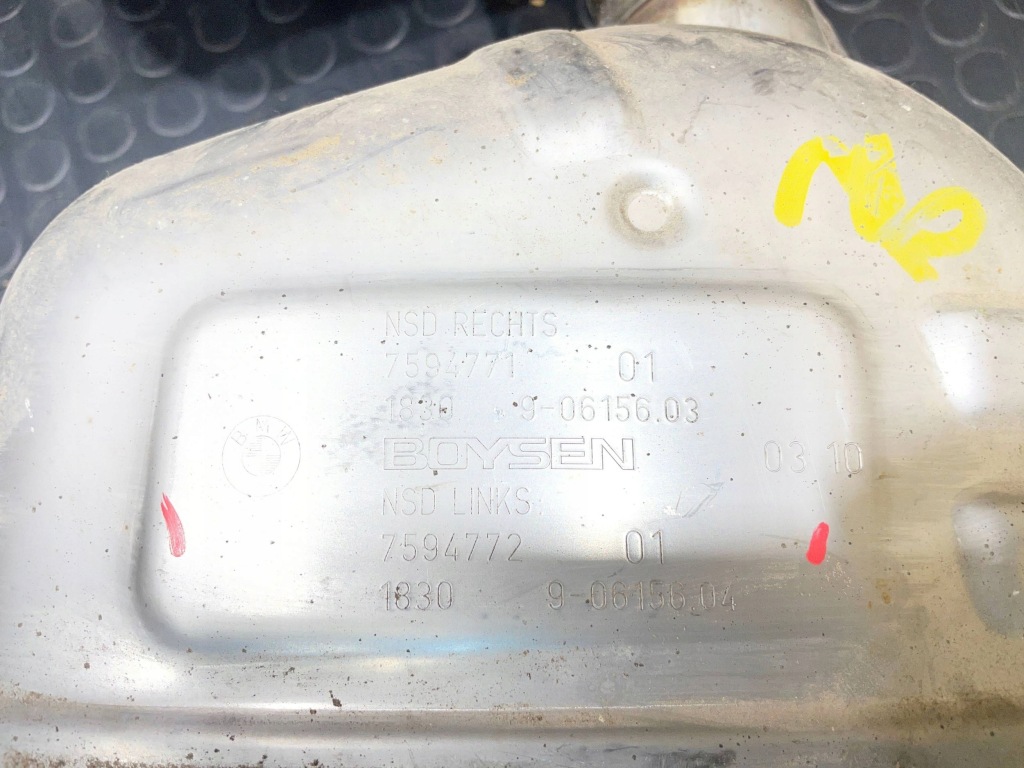 NSD RECHTS:
7594771 01
1830 9-06156.03
BMW
BOYSEN 03 10
NSD LINKS:
7594772 01
1830 9-06156.04